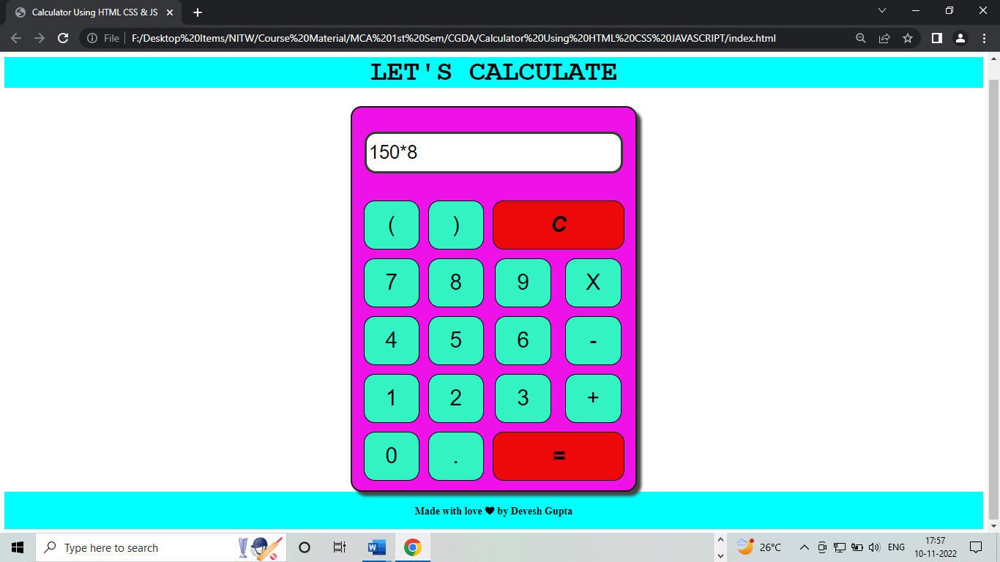 Calculator Using HTML CSS & JS
File F:/Desktop%20Items/NITW/Course%20Material/MCA%201st%20Sem/CGDA/Calculator%20Using%20HTML%20CSS%20JAVASCRIPT/index.html
LET'S CALCULATE
150*8
( ) C
7 8 9 X
4 5 6 -
1 2 3 +
0 . =
Made with love ❤ by Devesh Gupta
Type here to search
W
26°C
ENG
17:57
10-11-2022